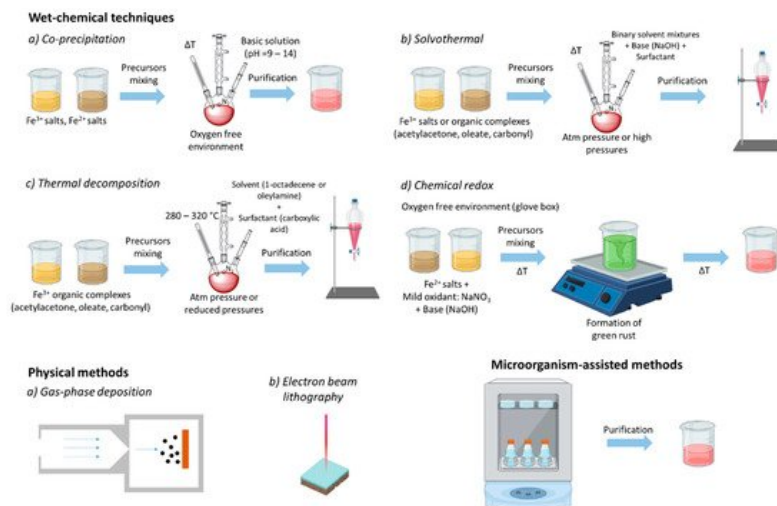 Wet-chemical techniques
a) Co-precipitation
Fe³⁺ salts, Fe²⁺ salts
Precursors
mixing
ΔT
N₂
Oxygen free
environment
Basic solution
(pH =9 – 14)
Purification
b) Solvothermal
Fe³⁺ salts or organic complexes
(acetylacetone, oleate, carbonyl)
Precursors
mixing
ΔT
Binary solvent mixtures
+ Base (NaOH) +
Surfactant
Atm pressure or high
pressures
Purification
c) Thermal decomposition
Fe³⁺ organic complexes
(acetylacetone, oleate, carbonyl)
Precursors
mixing
280 – 320 °C
Solvent (1-octadecene or
oleylamine)
+
Surfactant (carboxylic
acid)
Atm pressure or
reduced pressures
Purification
d) Chemical redox
Oxygen free environment (glove box)
Fe²⁺ salts +
Mild oxidant: NaNO₃
+ Base (NaOH)
Precursors
mixing
ΔT
Formation of
green rust
ΔT
Physical methods
a) Gas-phase deposition
b) Electron beam
lithography
Microorganism-assisted methods
Purification